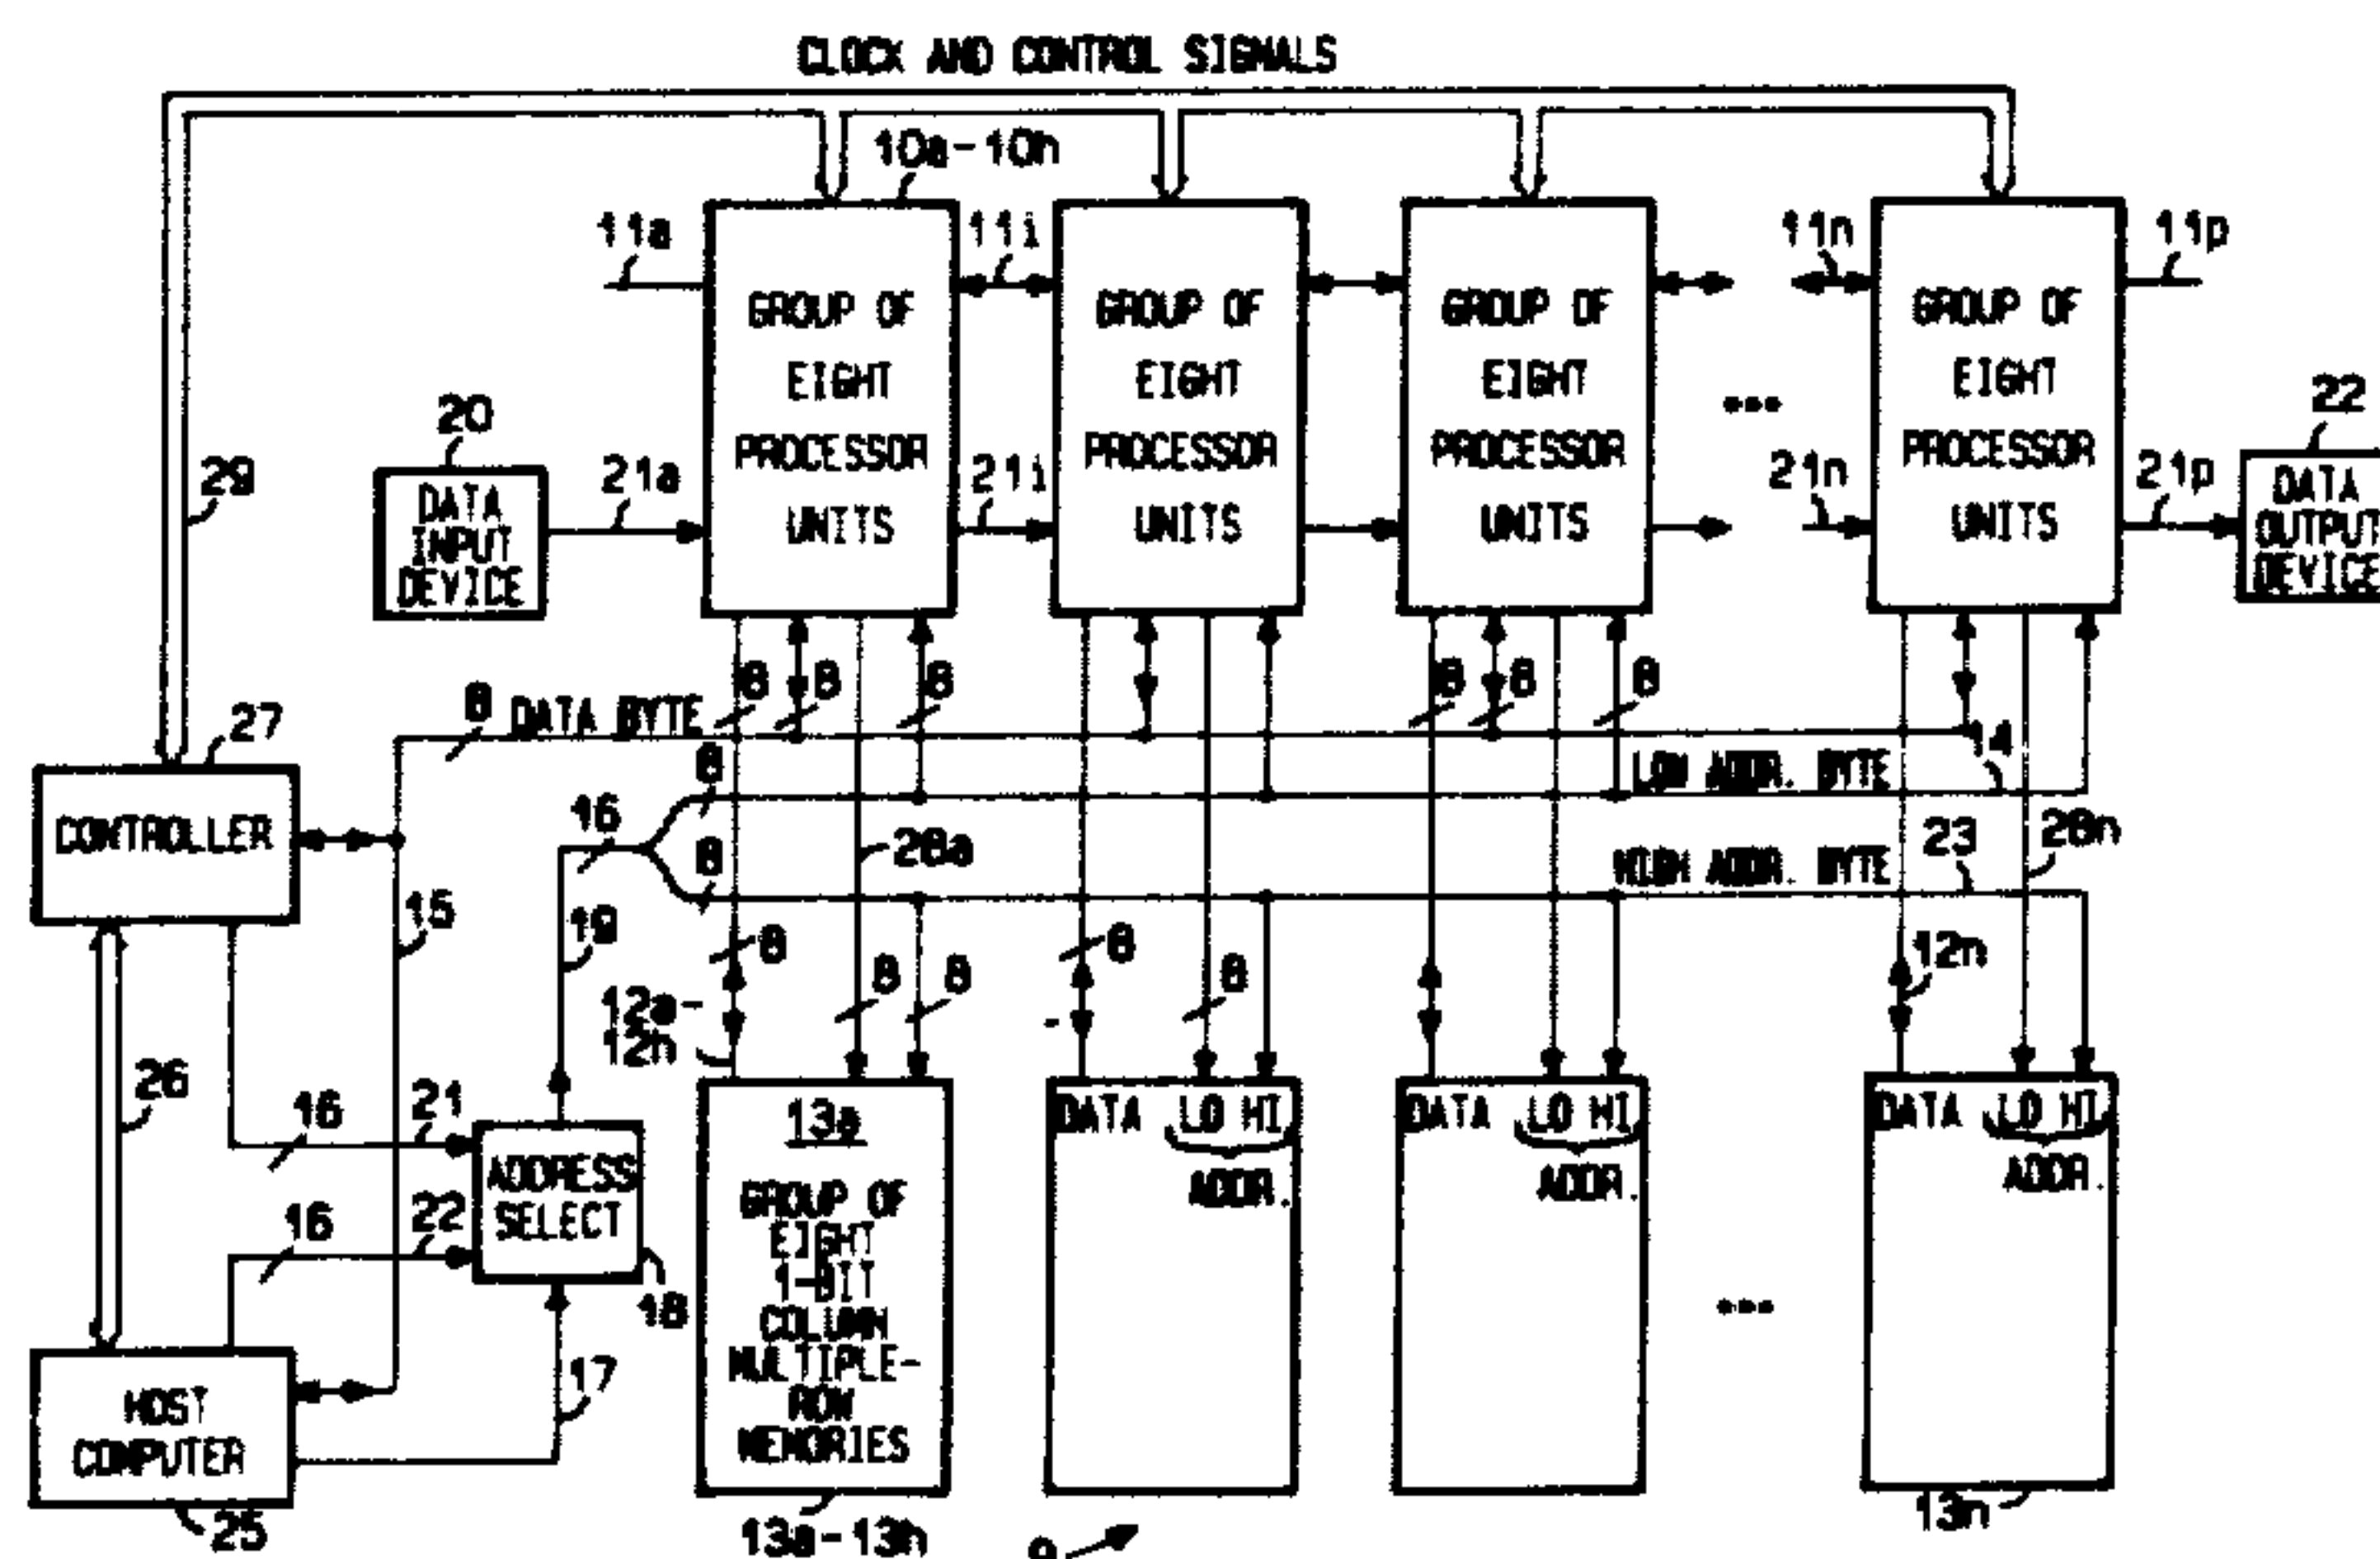 CLOCK AND CONTROL SIGNALS
10a-10h
11a
11i
11n
11p
GROUP OF
EIGHT
PROCESSOR
UNITS
GROUP OF
EIGHT
PROCESSOR
UNITS
GROUP OF
EIGHT
PROCESSOR
UNITS
...
GROUP OF
EIGHT
PROCESSOR
UNITS
20
DATA
INPUT
DEVICE
21a
21i
21n
21p
22
DATA
OUTPUT
DEVICE
29
27
8
DATA BYTE
8
8
8
8
8
8
14
LOW ADDR. BYTE
CONTROLLER
16
8
8
28a
HIGH ADDR. BYTE
23
28n
15
19
8
8
8
8
8
12a-
12h
12n
26
16
21
16
22
ADDRESS
SELECT
18
17
HOST
COMPUTER
25
13a
GROUP OF
EIGHT
1-BIT
COLUMN
MULTIPLE-
ROW
MEMORIES
13a-13h
DATA LO HI
ADDR.
DATA LO HI
ADDR.
...
DATA LO HI
ADDR.
13n